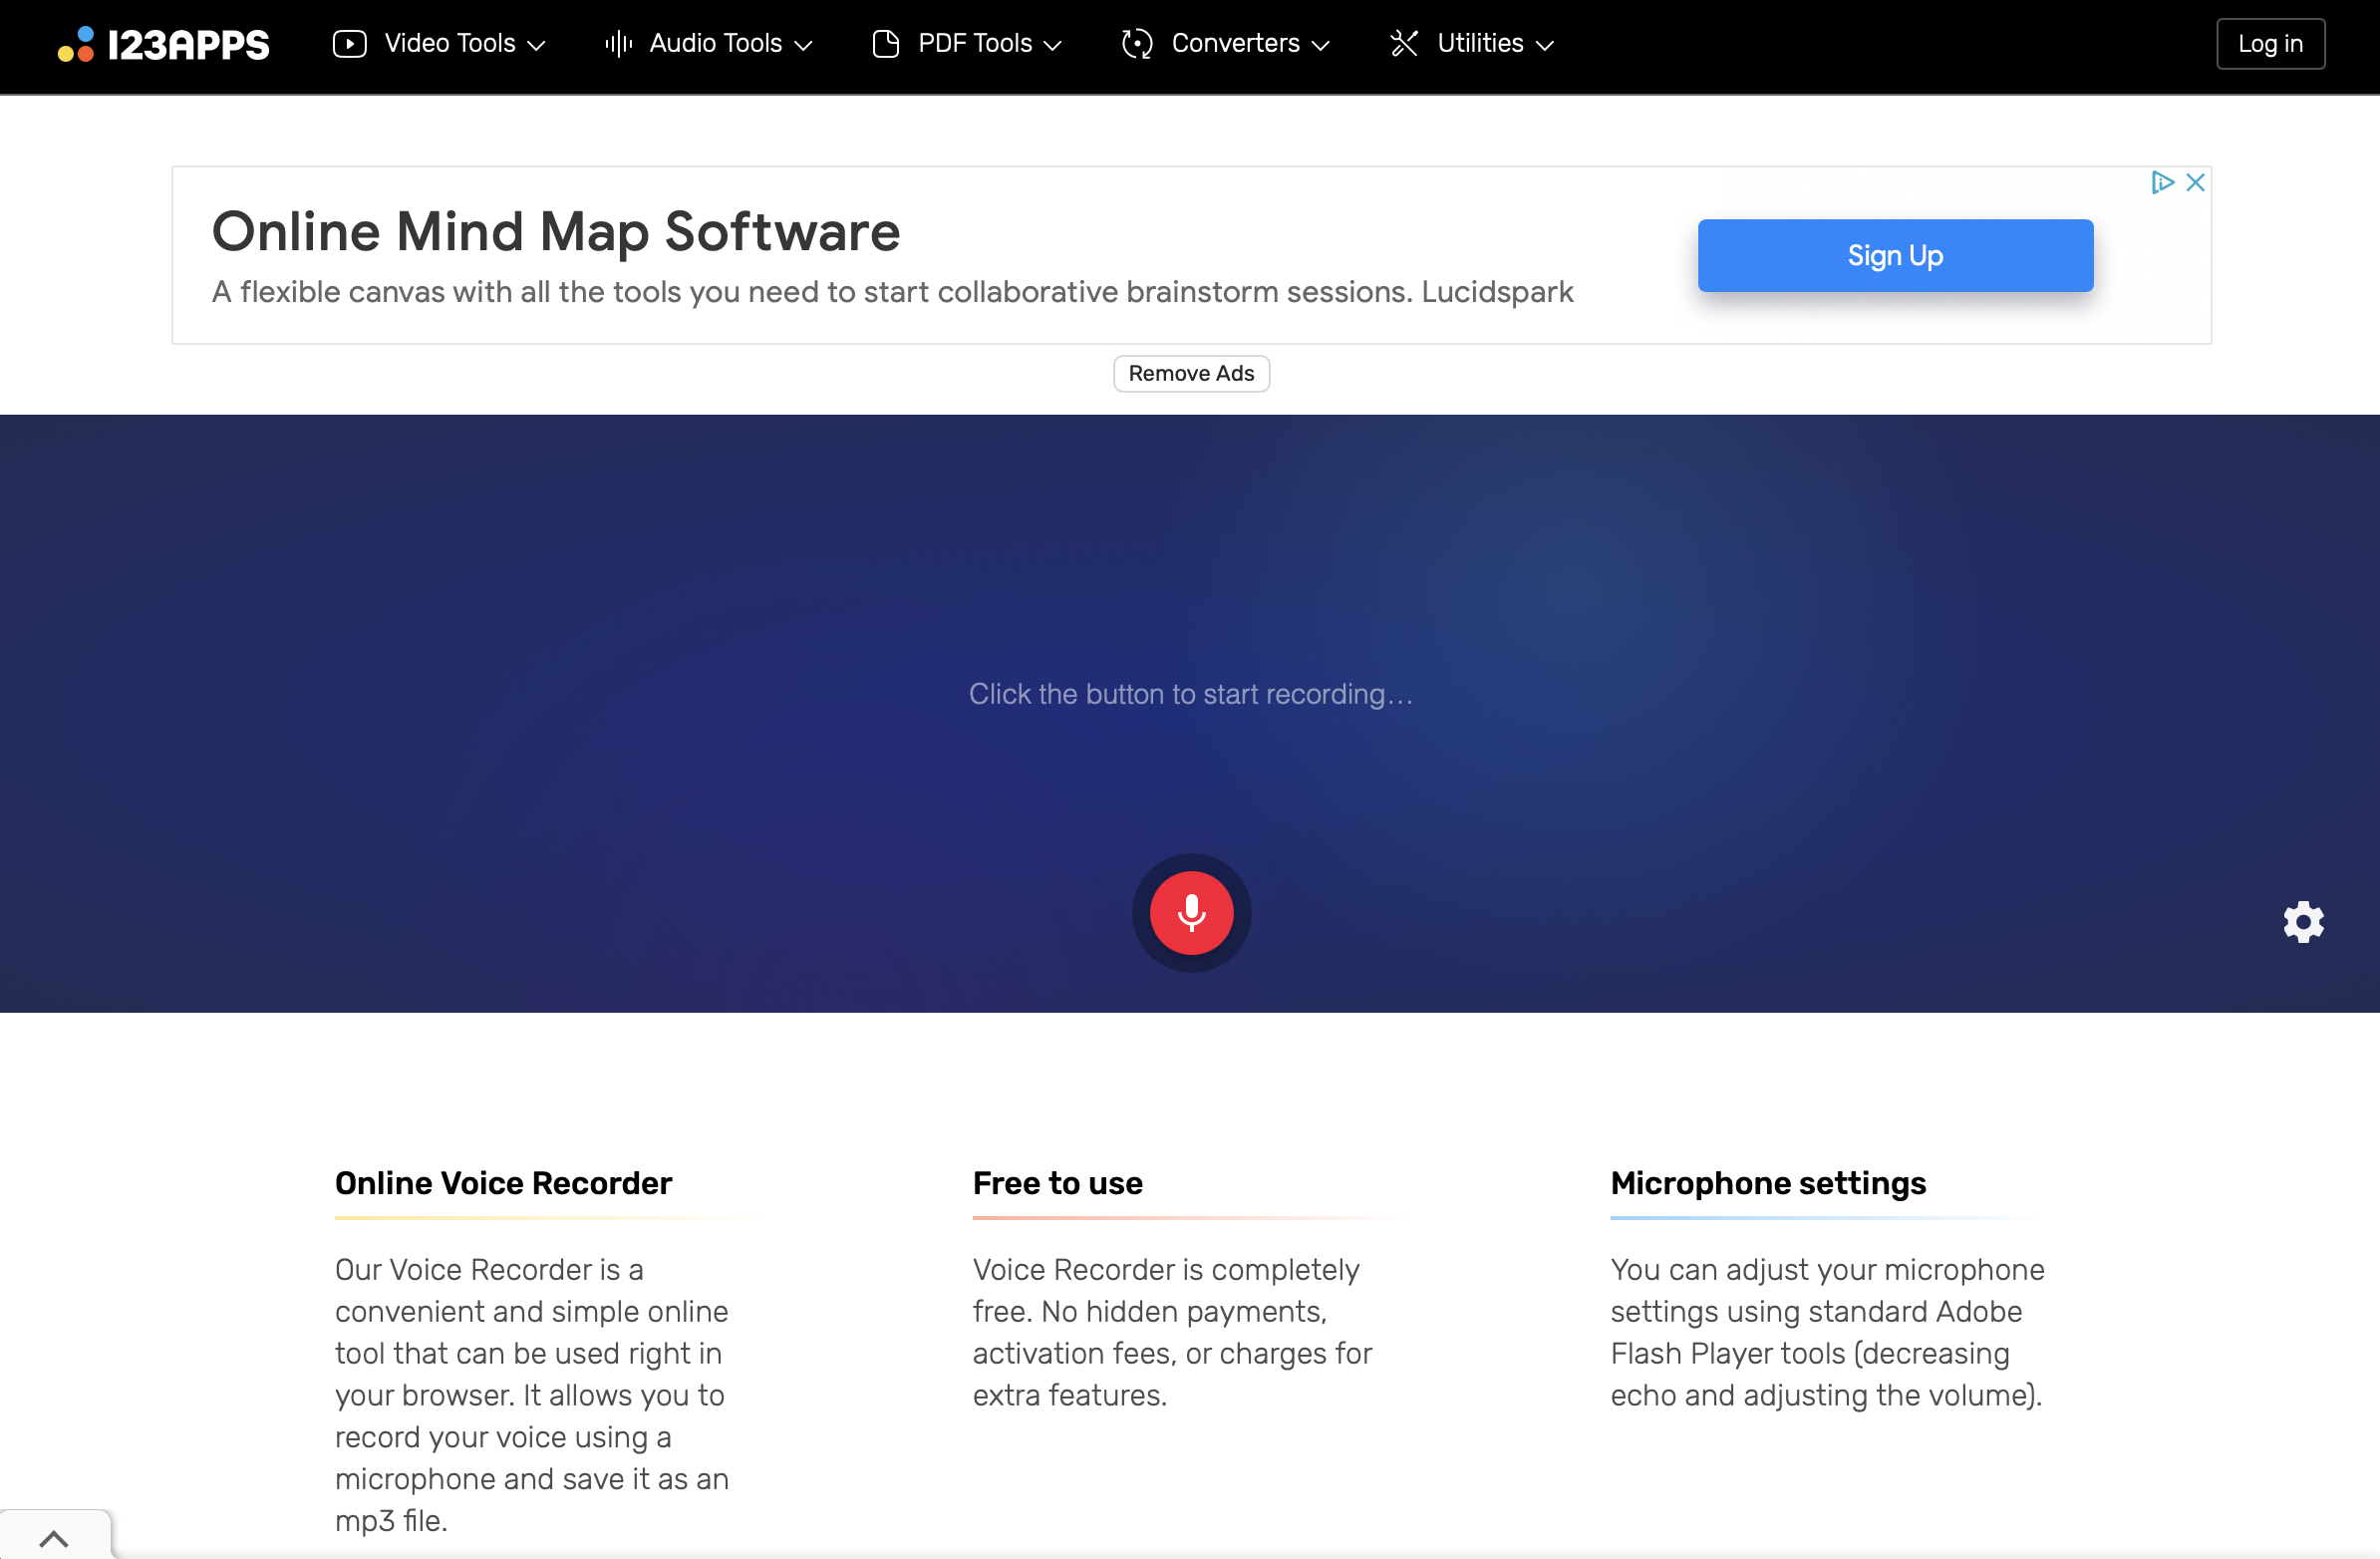 123APPS
Video Tools
Audio Tools
PDF Tools
Converters
Utilities
Log in
Online Mind Map Software
A flexible canvas with all the tools you need to start collaborative brainstorm sessions. Lucidspark
Sign Up
Remove Ads
Click the button to start recording...
Online Voice Recorder
Our Voice Recorder is a
convenient and simple online
tool that can be used right in
your browser. It allows you to
record your voice using a
microphone and save it as an
mp3 file.
Free to use
Voice Recorder is completely
free. No hidden payments,
activation fees, or charges for
extra features.
Microphone settings
You can adjust your microphone
settings using standard Adobe
Flash Player tools (decreasing
echo and adjusting the volume).